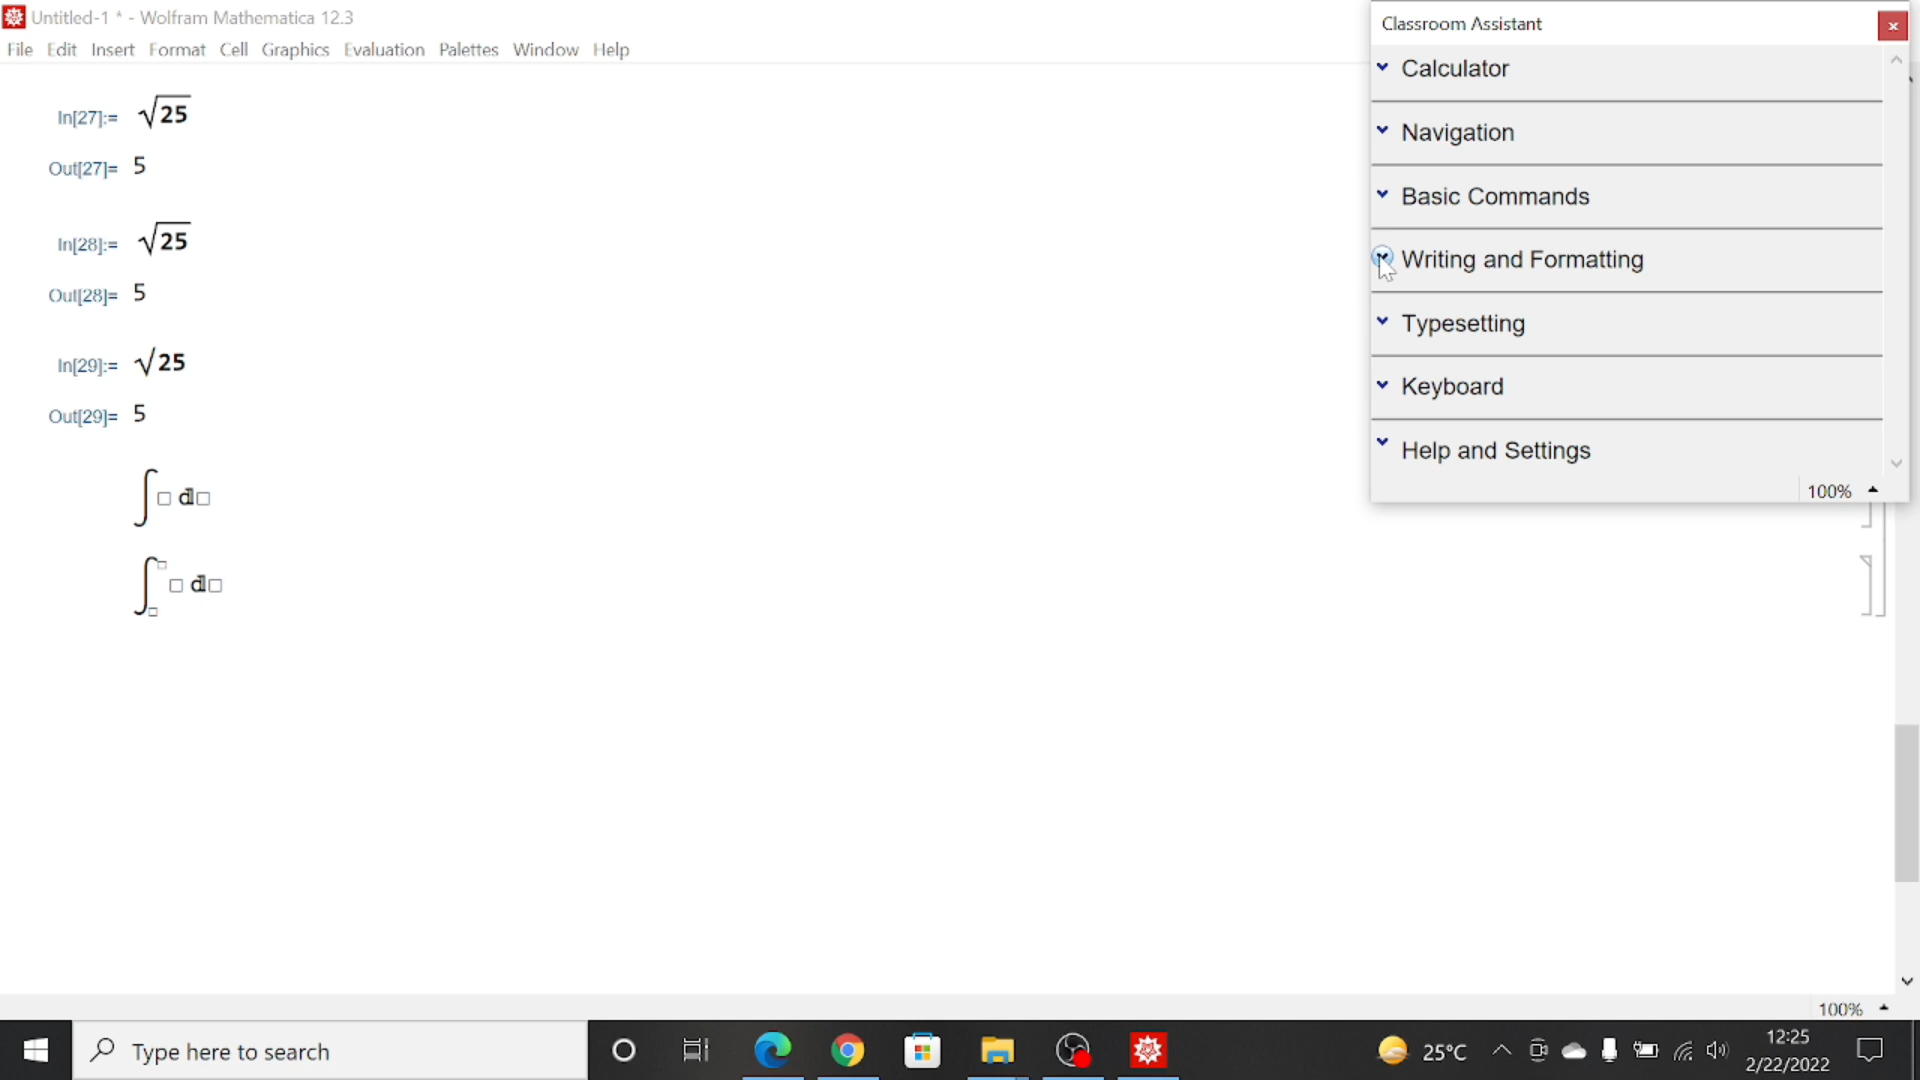 Untitled-1 * - Wolfram Mathematica 12.3
File Edit Insert Format Cell Graphics Evaluation Palettes Window Help
In[27]:= √25
Out[27]= 5
In[28]:= √25
Out[28]= 5
In[29]:= √25
Out[29]= 5
∫□ ⅆ□
∫□□ □ ⅆ□
Classroom Assistant
Calculator
Navigation
Basic Commands
Writing and Formatting
Typesetting
Keyboard
Help and Settings
100%
100%
Type here to search
25°C
12:25
2/22/2022